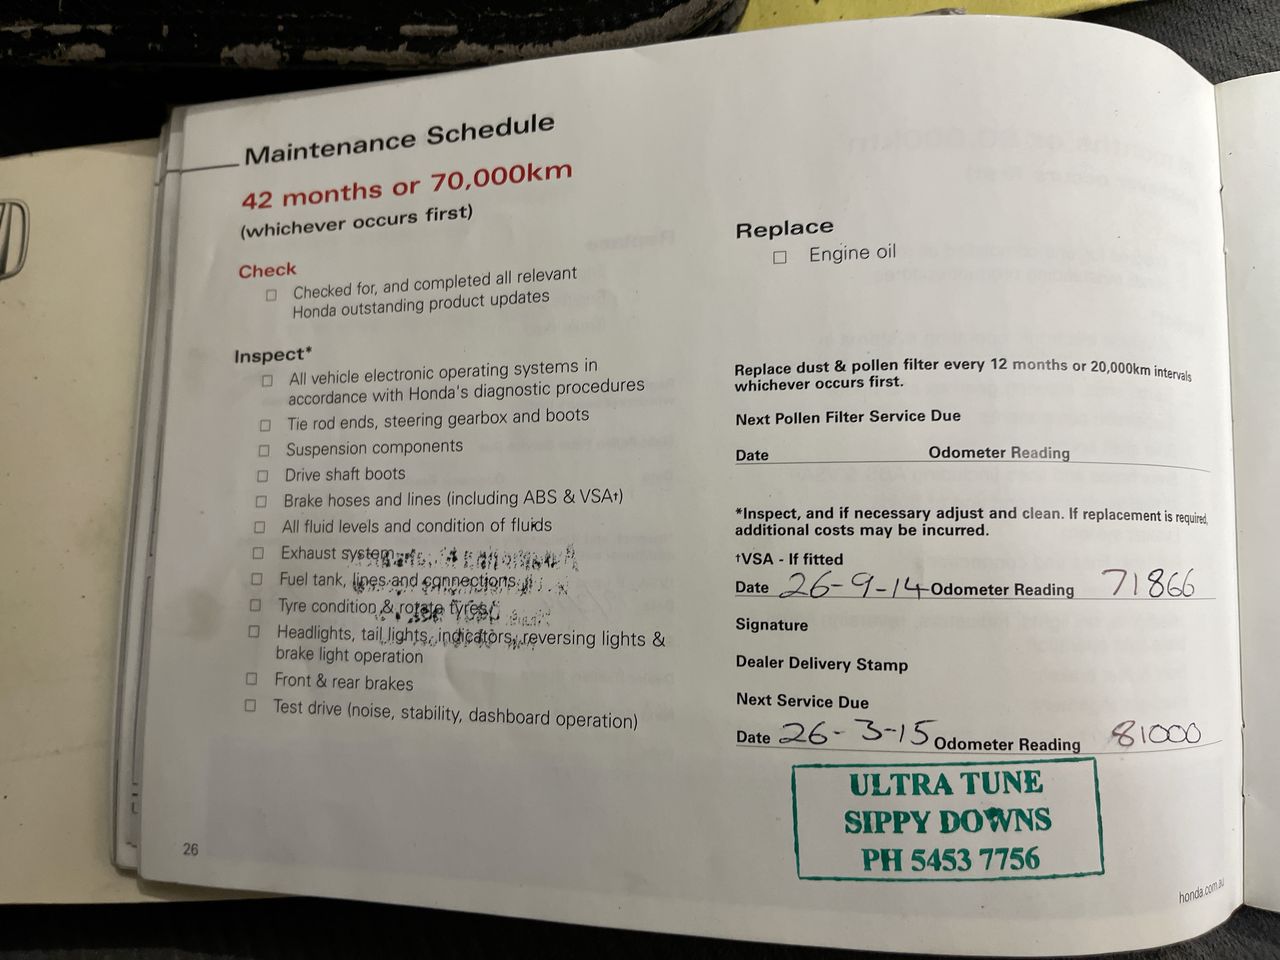 Maintenance Schedule
42 months or 70,000km
(whichever occurs first)
Check
Checked for, and completed all relevant
Honda outstanding product updates
Inspect*
All vehicle electronic operating systems in
accordance with Honda's diagnostic procedures
Tie rod ends, steering gearbox and boots
Suspension components
Drive shaft boots
Brake hoses and lines (including ABS & VSA†)
All fluid levels and condition of fluids
Exhaust system
Fuel tank, lines and connections
Tyre condition & rotate tyres
Headlights, tail lights, indicators, reversing lights &
brake light operation
Front & rear brakes
Test drive (noise, stability, dashboard operation)
26
Replace
Engine oil
Replace dust & pollen filter every 12 months or 20,000km intervals
whichever occurs first.
Next Pollen Filter Service Due
Date Odometer Reading
*Inspect, and if necessary adjust and clean. If replacement is required,
additional costs may be incurred.
†VSA - If fitted
Date 26-9-14 Odometer Reading 71866
Signature
Dealer Delivery Stamp
Next Service Due
Date 26-3-15 Odometer Reading 81000
ULTRA TUNE
SIPPY DOWNS
PH 5453 7756
honda.com.au